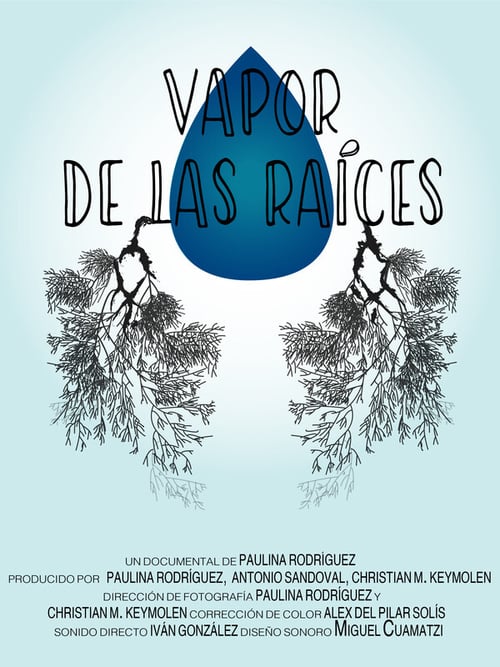 VAPOR
DE LAS RAÍCES
UN DOCUMENTAL DE PAULINA RODRÍGUEZ
PRODUCIDO POR PAULINA RODRÍGUEZ, ANTONIO SANDOVAL, CHRISTIAN M. KEYMOLEN
DIRECCIÓN DE FOTOGRAFÍA PAULINA RODRÍGUEZ Y
CHRISTIAN M. KEYMOLEN CORRECCIÓN DE COLOR ALEX DEL PILAR SOLÍS
SONIDO DIRECTO IVÁN GONZÁLEZ DISEÑO SONORO MIGUEL CUAMATZI